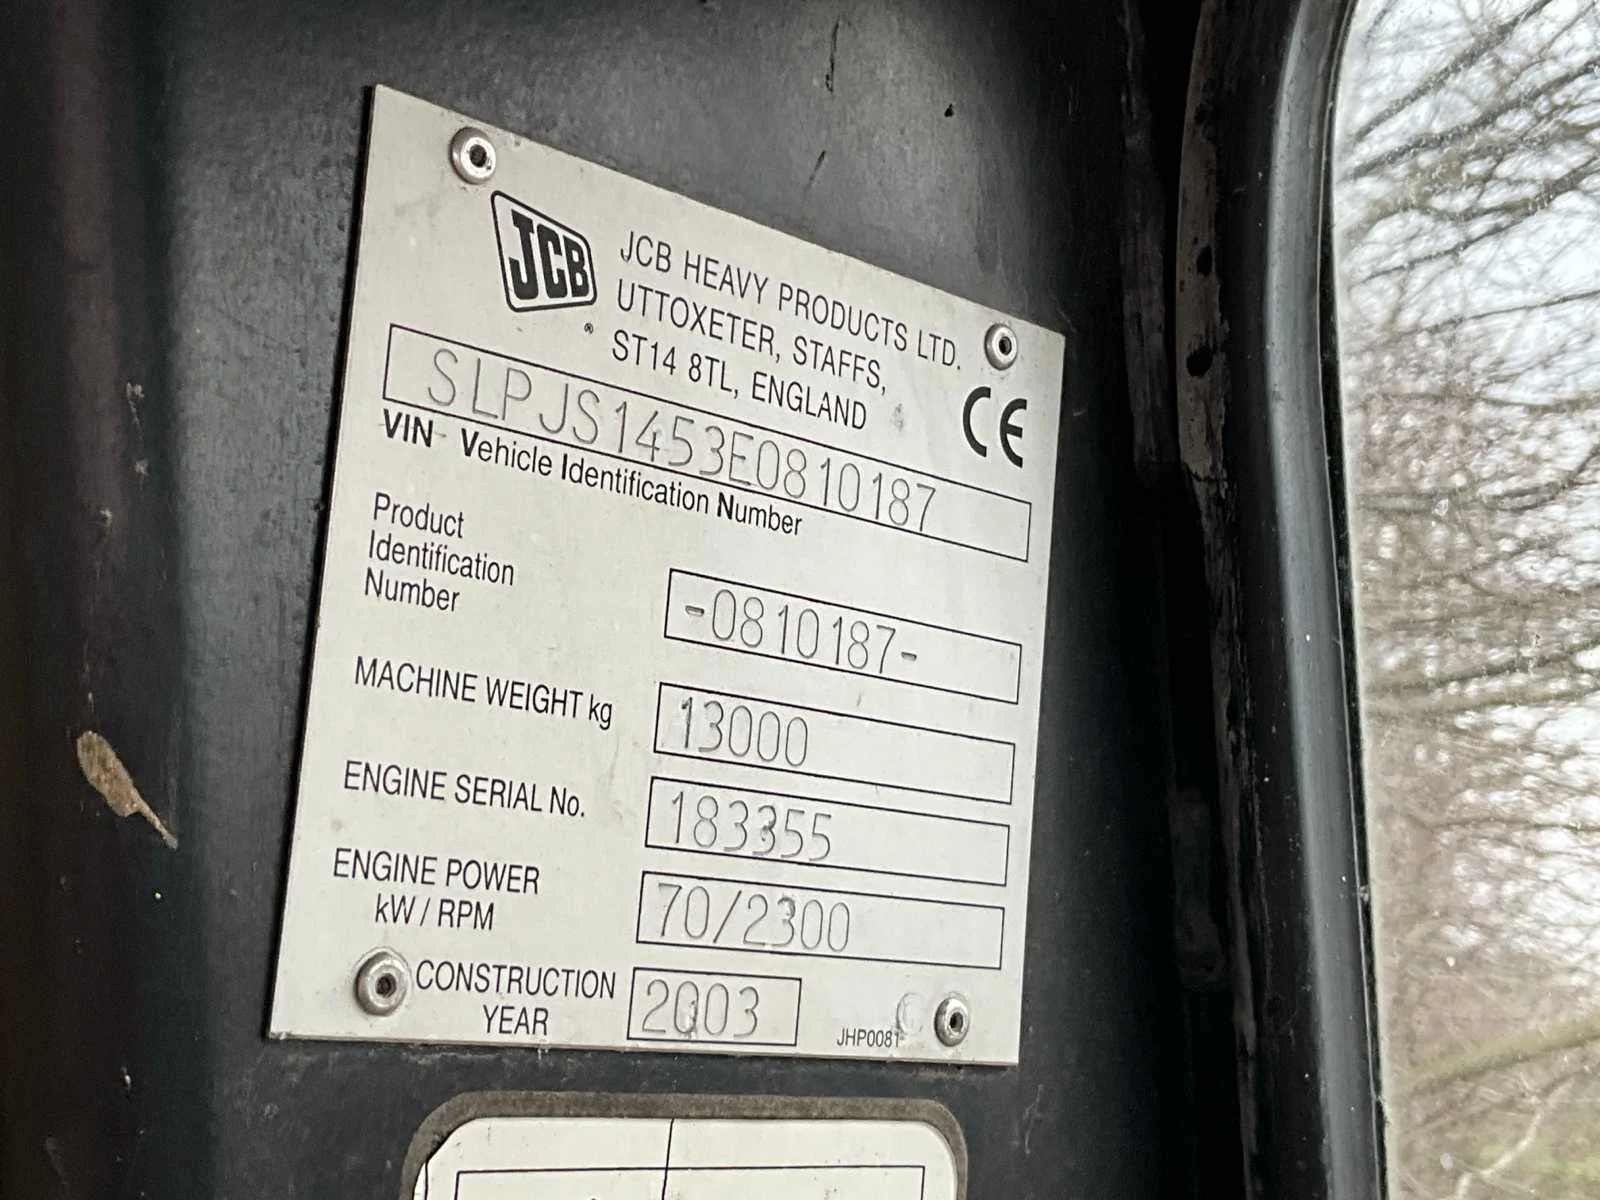 JCB
JCB HEAVY PRODUCTS LTD.
UTTOXETER, STAFFS,
ST14 8TL, ENGLAND
®
CE
SLPJS1453E0810187
VIN - Vehicle Identification Number
Product
Identification
Number
-0810187-
MACHINE WEIGHT kg
13000
ENGINE SERIAL No.
183355
ENGINE POWER
kW / RPM
70/2300
CONSTRUCTION
YEAR
2003
JHP0081